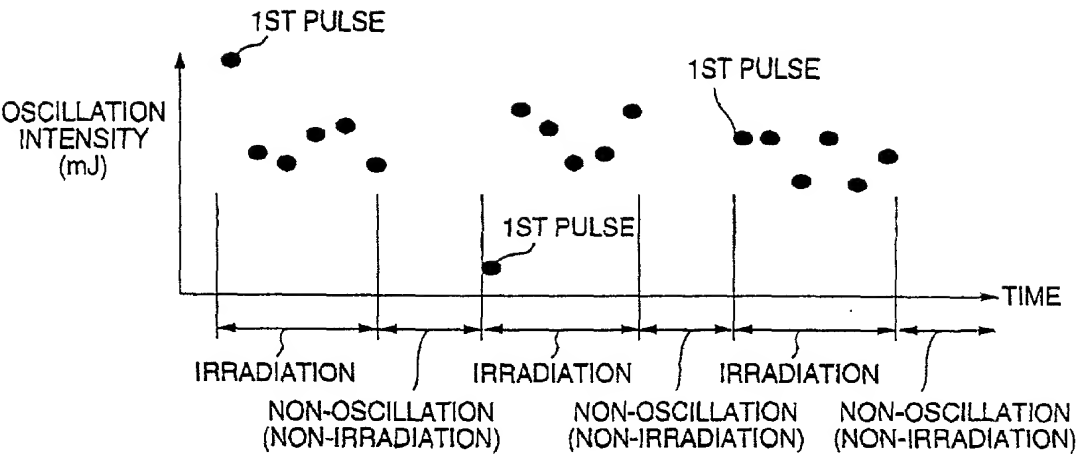 1ST PULSE
1ST PULSE
OSCILLATION
INTENSITY
(mJ)
1ST PULSE
TIME
IRRADIATION
IRRADIATION
IRRADIATION
NON-OSCILLATION
(NON-IRRADIATION)
NON-OSCILLATION
(NON-IRRADIATION)
NON-OSCILLATION
(NON-IRRADIATION)